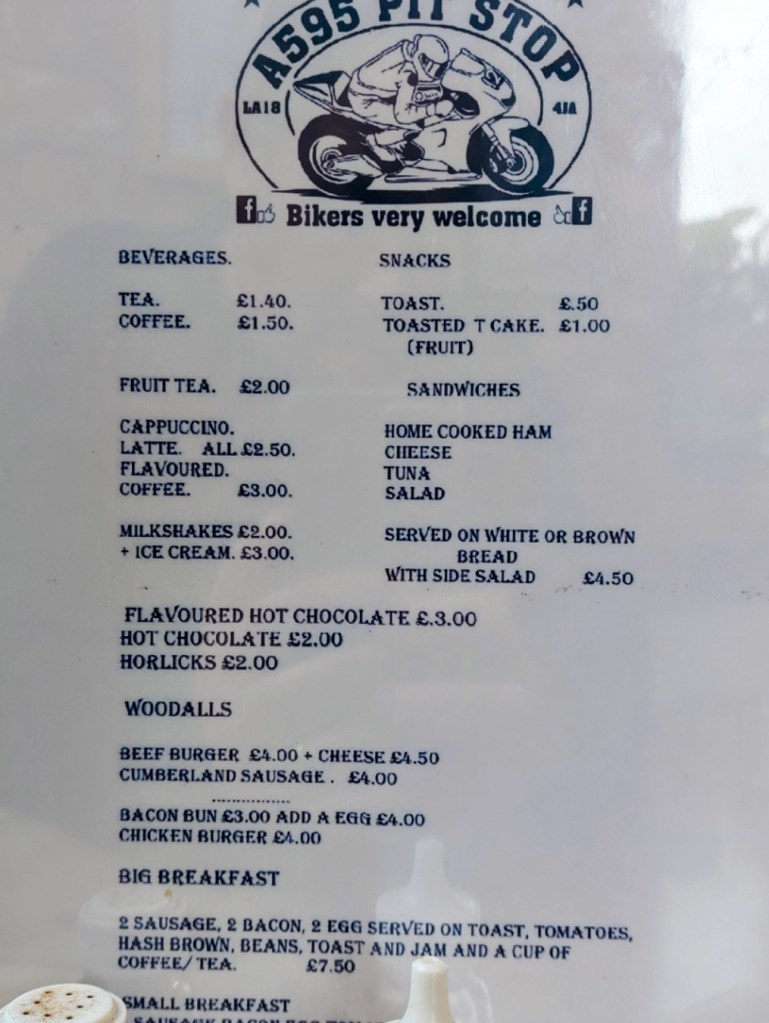 A595 PIT STOP
LA18
4JA
f Bikers very welcome f
BEVERAGES.
TEA. £1.40.
COFFEE. £1.50.
FRUIT TEA. £2.00
CAPPUCCINO.
LATTE. ALL £2.50.
FLAVOURED.
COFFEE. £3.00.
MILKSHAKES £2.00.
+ ICE CREAM. £3.00.
SNACKS
TOAST. £.50
TOASTED T CAKE. £1.00
(FRUIT)
SANDWICHES
HOME COOKED HAM
CHEESE
TUNA
SALAD
SERVED ON WHITE OR BROWN
BREAD
WITH SIDE SALAD £4.50
FLAVOURED HOT CHOCOLATE £.3.00
HOT CHOCOLATE £2.00
HORLICKS £2.00
WOODALLS
BEEF BURGER £4.00 + CHEESE £4.50
CUMBERLAND SAUSAGE . £4.00
BACON BUN £3.00 ADD A EGG £4.00
CHICKEN BURGER £4.00
BIG BREAKFAST
2 SAUSAGE, 2 BACON, 2 EGG SERVED ON TOAST, TOMATOES,
HASH BROWN, BEANS, TOAST AND JAM AND A CUP OF
COFFEE/ TEA. £7.50
SMALL BREAKFAST
SAUSAGE BACON EGG